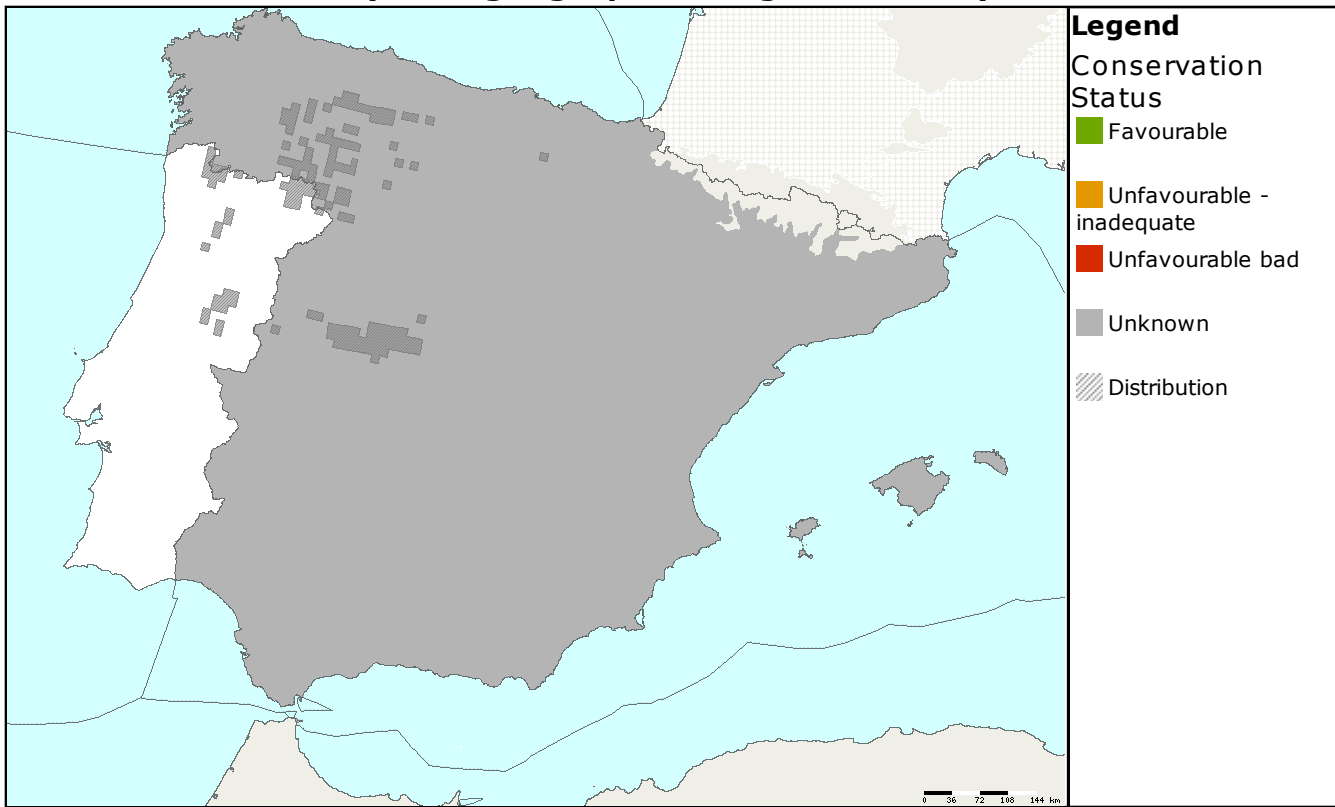 Legend
Conservation
Status
Favourable
Unfavourable -
inadequate
Unfavourable bad
Unknown
Distribution
0 36 72 108 144 km